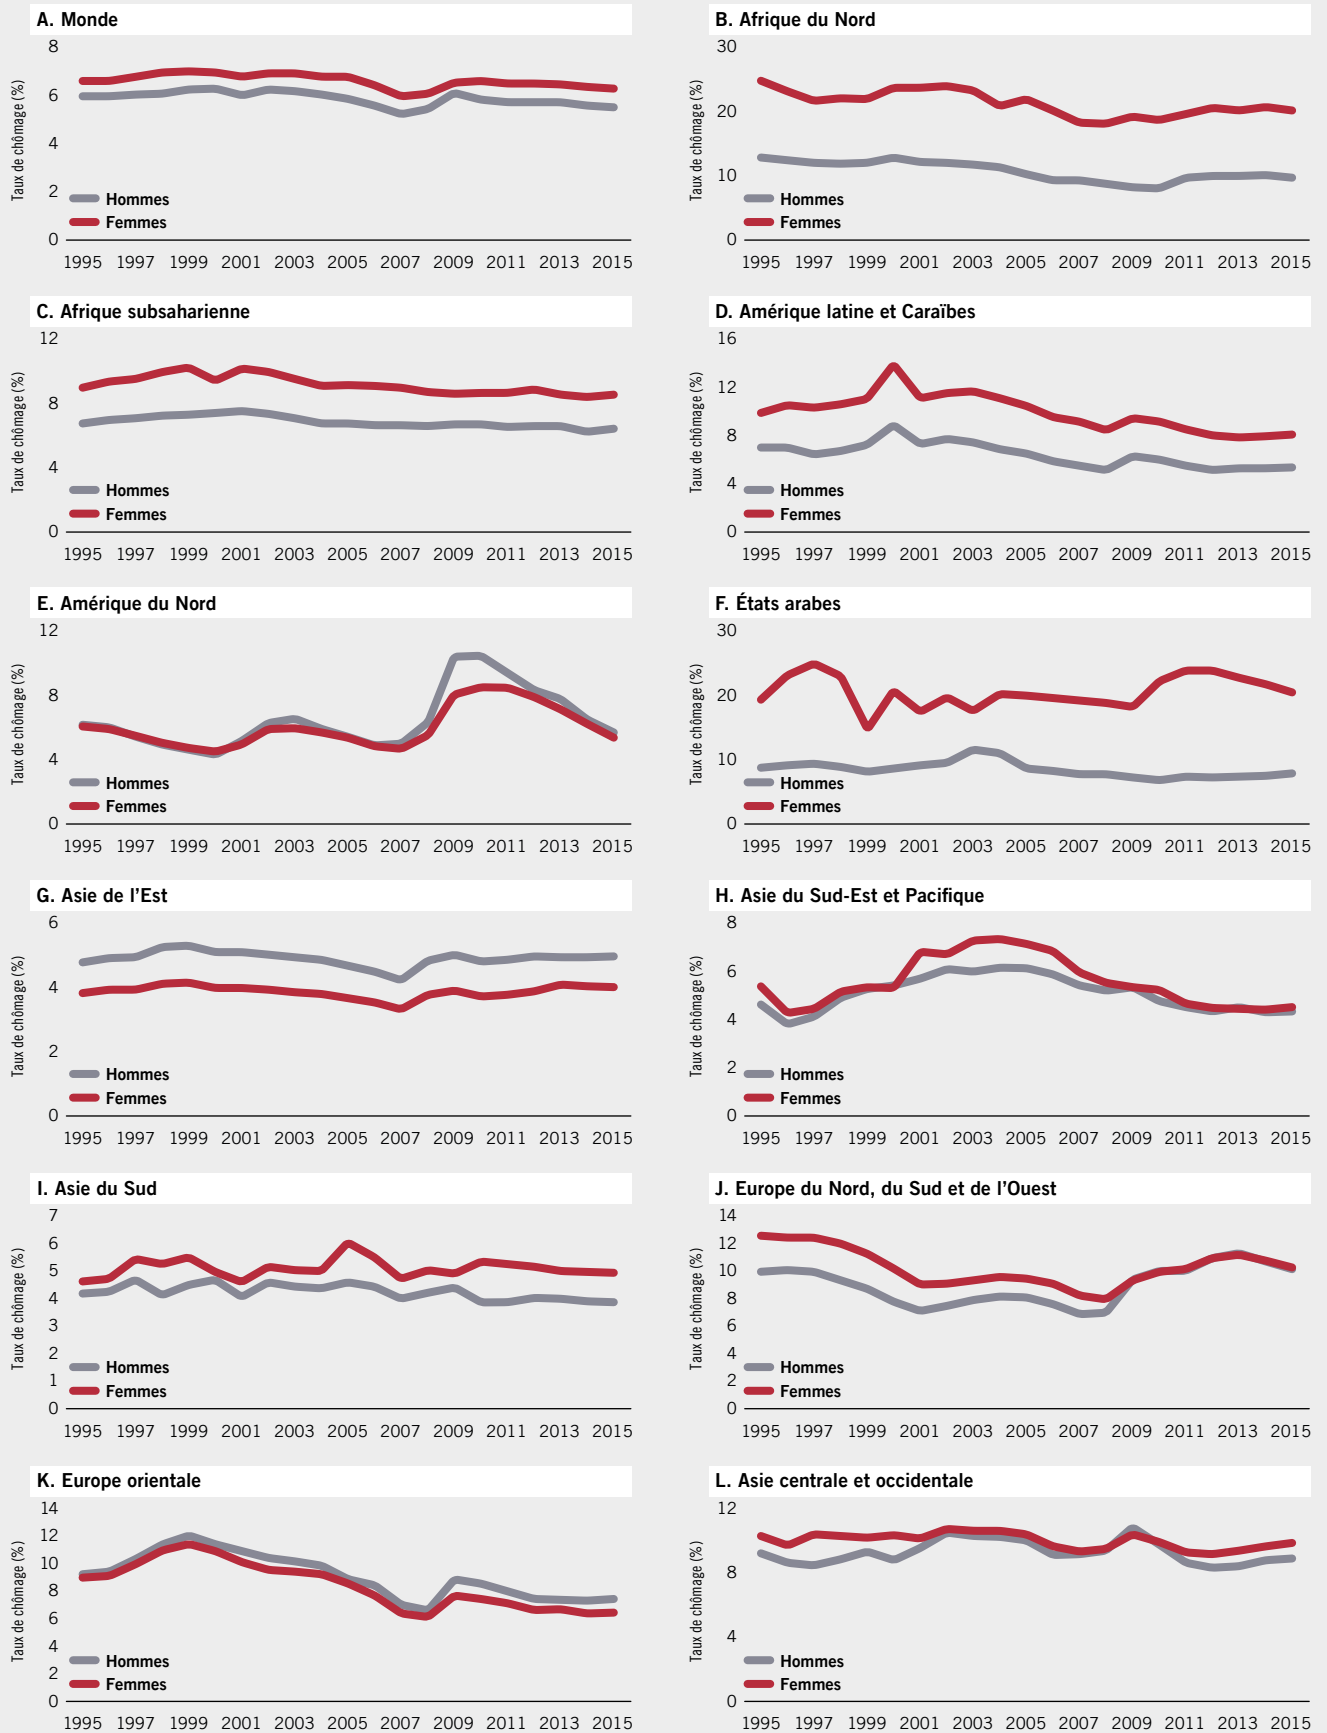 A. Monde
Taux de chômage (%)
8
6
4
2
0
Hommes
Femmes
1995 1997 1999 2001 2003 2005 2007 2009 2011 2013 2015
B. Afrique du Nord
Taux de chômage (%)
30
20
10
0
Hommes
Femmes
1995 1997 1999 2001 2003 2005 2007 2009 2011 2013 2015
C. Afrique subsaharienne
Taux de chômage (%)
12
8
4
0
Hommes
Femmes
1995 1997 1999 2001 2003 2005 2007 2009 2011 2013 2015
D. Amérique latine et Caraïbes
Taux de chômage (%)
16
12
8
4
0
Hommes
Femmes
1995 1997 1999 2001 2003 2005 2007 2009 2011 2013 2015
E. Amérique du Nord
Taux de chômage (%)
12
8
4
0
Hommes
Femmes
1995 1997 1999 2001 2003 2005 2007 2009 2011 2013 2015
F. États arabes
Taux de chômage (%)
30
20
10
0
Hommes
Femmes
1995 1997 1999 2001 2003 2005 2007 2009 2011 2013 2015
G. Asie de l’Est
Taux de chômage (%)
6
4
2
0
Hommes
Femmes
1995 1997 1999 2001 2003 2005 2007 2009 2011 2013 2015
H. Asie du Sud-Est et Pacifique
Taux de chômage (%)
8
6
4
2
0
Hommes
Femmes
1995 1997 1999 2001 2003 2005 2007 2009 2011 2013 2015
I. Asie du Sud
Taux de chômage (%)
7
6
5
4
3
2
1
0
Hommes
Femmes
1995 1997 1999 2001 2003 2005 2007 2009 2011 2013 2015
J. Europe du Nord, du Sud et de l’Ouest
Taux de chômage (%)
14
12
10
8
6
4
2
0
Hommes
Femmes
1995 1997 1999 2001 2003 2005 2007 2009 2011 2013 2015
K. Europe orientale
Taux de chômage (%)
14
12
10
8
6
4
2
0
Hommes
Femmes
1995 1997 1999 2001 2003 2005 2007 2009 2011 2013 2015
L. Asie centrale et occidentale
Taux de chômage (%)
12
8
4
0
Hommes
Femmes
1995 1997 1999 2001 2003 2005 2007 2009 2011 2013 2015